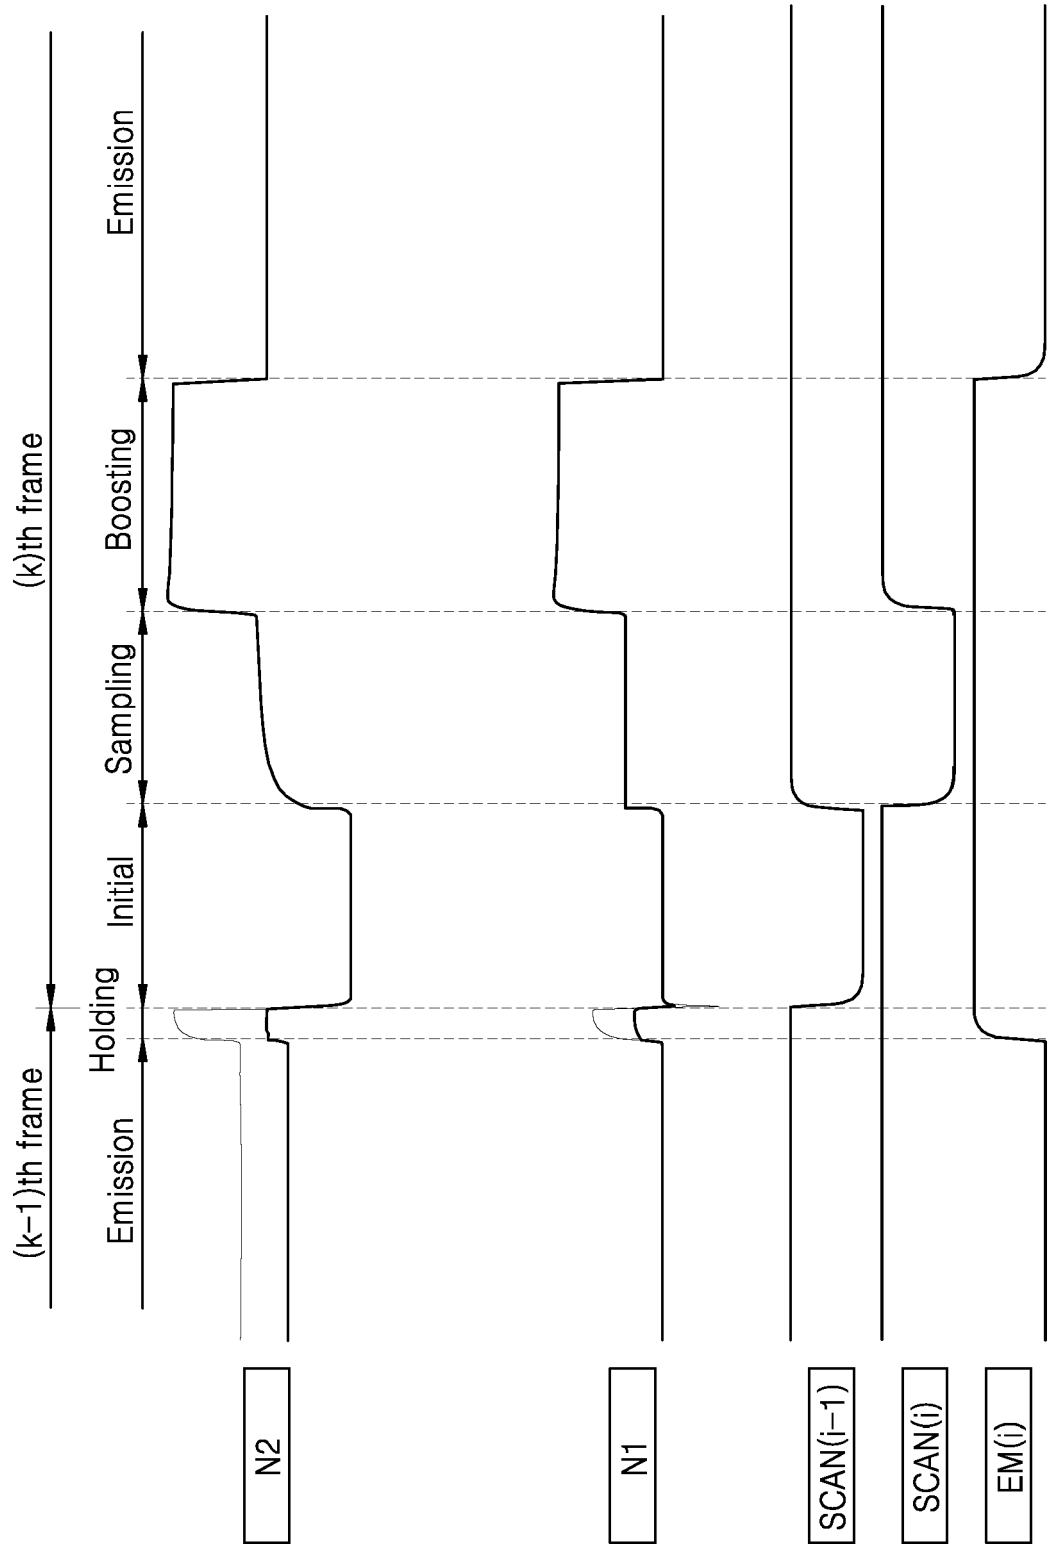 (k−1)th frame
(k)th frame
Emission
Holding
Initial
Sampling
Boosting
Emission
N2
N1
SCAN(i−1)
SCAN(i)
EM(i)